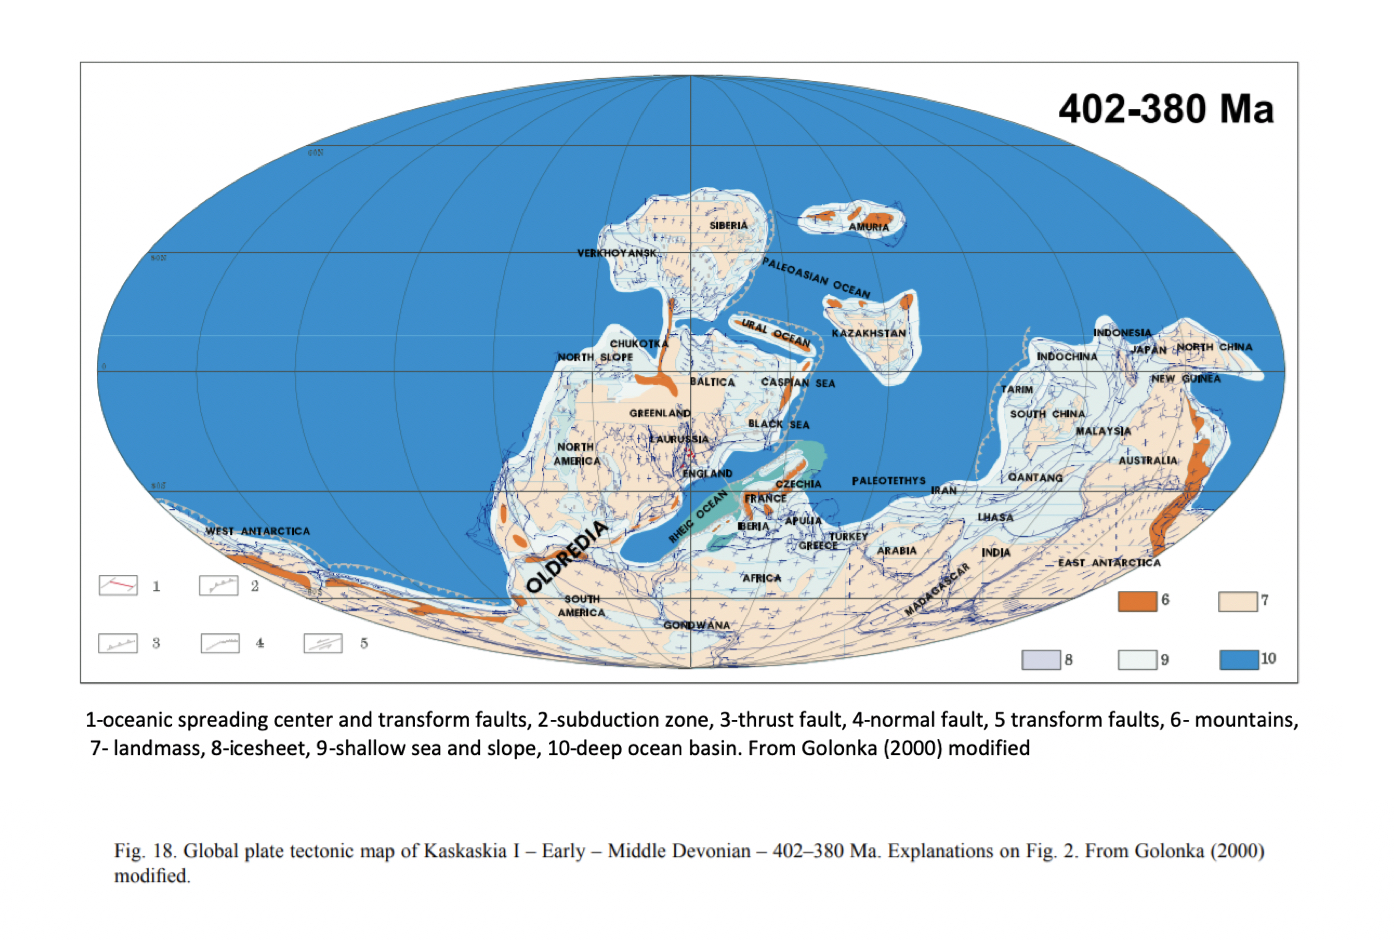 402-380 Ma
60°N
SIBERIA
AMURIA
30°N
VERKHOYANSK
PALEOASIAN OCEAN
URAL OCEAN
KAZAKHSTAN
CHUKOTKA
NORTH SLOPE
INDONESIA
JAPAN
NORTH CHINA
INDOCHINA
0
BALTICA
CASPIAN SEA
NEW GUINEA
TARIM
GREENLAND
SOUTH CHINA
BLACK SEA
MALAYSIA
LAURUSSIA
NORTH
AMERICA
AUSTRALIA
ENGLAND
QANTANG
CZECHIA
PALEOTETHYS
IRAN
30°S
FRANCE
RHEIC OCEAN
LHASA
IBERIA
APULIA
WEST ANTARCTICA
TURKEY
GREECE
ARABIA
INDIA
OLDREDIA
EAST ANTARCTICA
AFRICA
MADAGASCAR
SOUTH
AMERICA
GONDWANA
1
2
3
4
5
6
7
8
9
10
1-oceanic spreading center and transform faults, 2-subduction zone, 3-thrust fault, 4-normal fault, 5 transform faults, 6- mountains,
7- landmass, 8-icesheet, 9-shallow sea and slope, 10-deep ocean basin. From Golonka (2000) modified
Fig. 18. Global plate tectonic map of Kaskaskia I – Early – Middle Devonian – 402–380 Ma. Explanations on Fig. 2. From Golonka (2000)
modified.